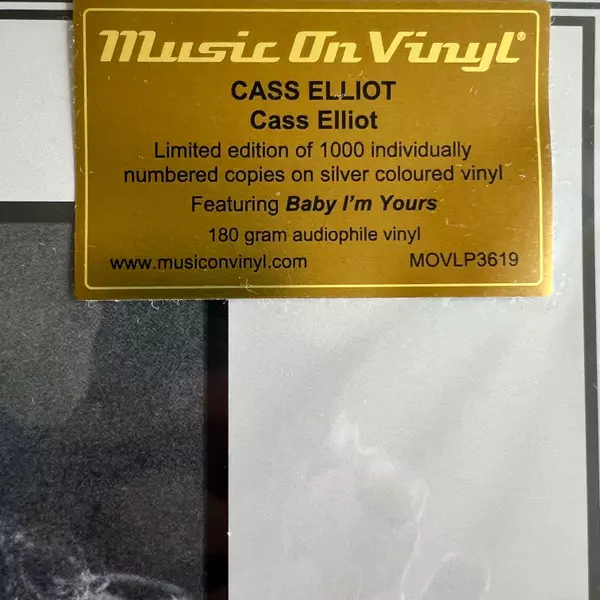 Music On Vinyl®
CASS ELLIOT
Cass Elliot
Limited edition of 1000 individually
numbered copies on silver coloured vinyl
Featuring Baby I'm Yours
180 gram audiophile vinyl
www.musiconvinyl.com MOVLP3619